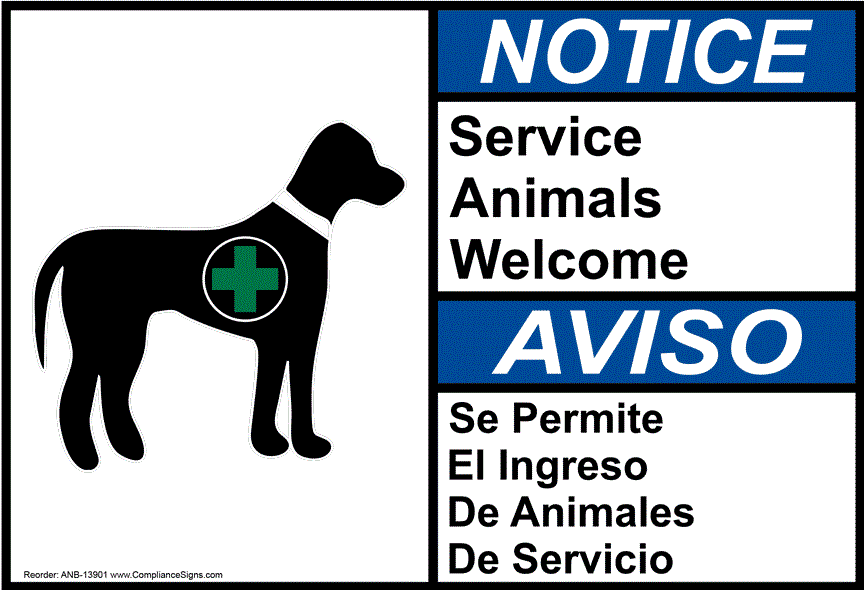 NOTICE
Service
Animals
Welcome
AVISO
Se Permite
El Ingreso
De Animales
De Servicio
Reorder: ANB-13901 www.ComplianceSigns.com